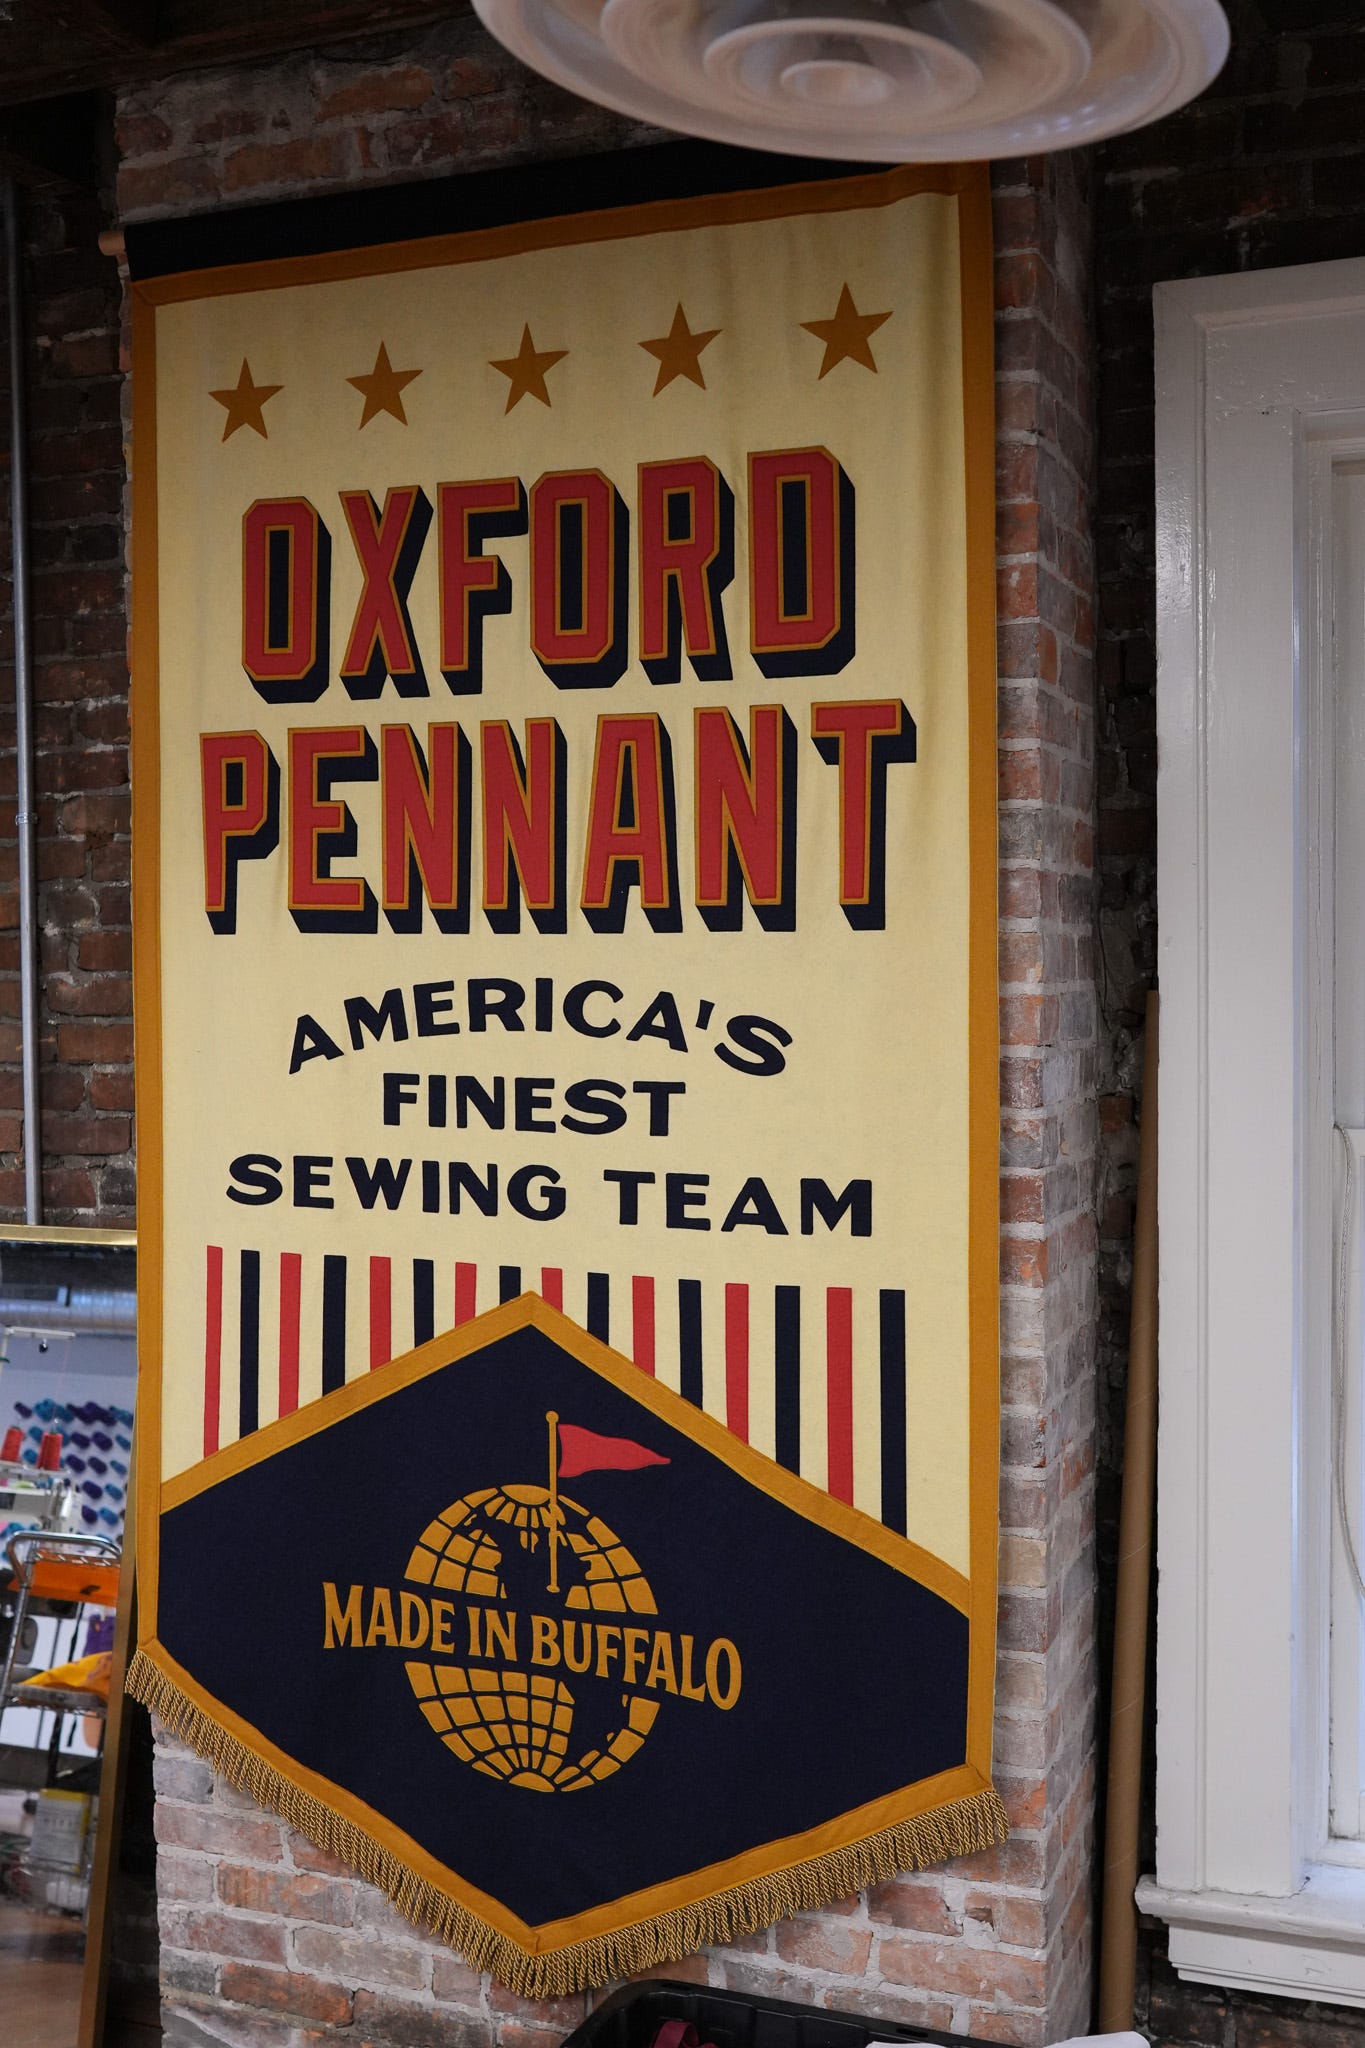 OXFORD
PENNANT
AMERICA'S
FINEST
SEWING TEAM
MADE IN BUFFALO